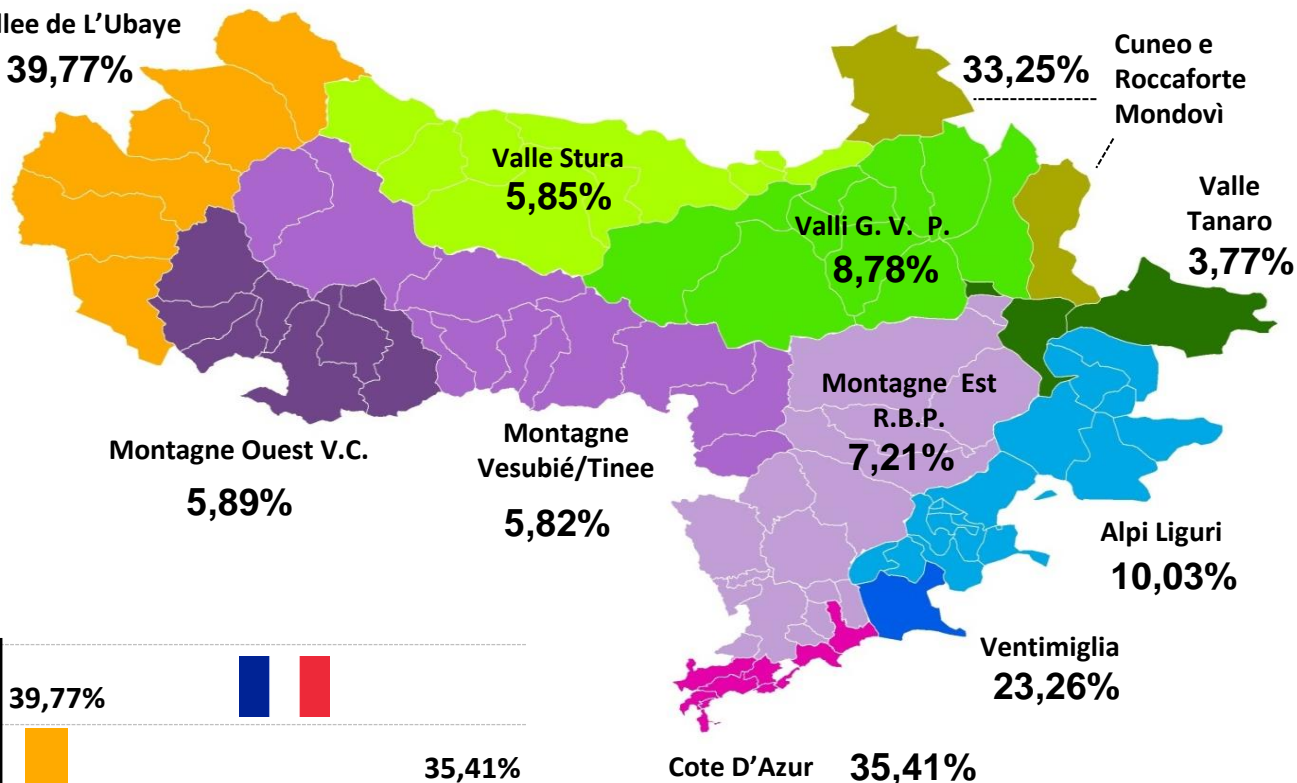 llee de L’Ubaye
39,77%
33,25%
Cuneo e
Roccaforte
Mondovì
Valle Stura
5,85%
Valle
Tanaro
3,77%
Valli G. V. P.
8,78%
Montagne Est
R.B.P.
7,21%
Montagne Ouest V.C.
5,89%
Montagne
Vesubié/Tinee
5,82%
Alpi Liguri
10,03%
Ventimiglia
23,26%
39,77%
35,41%
Cote D’Azur 35,41%